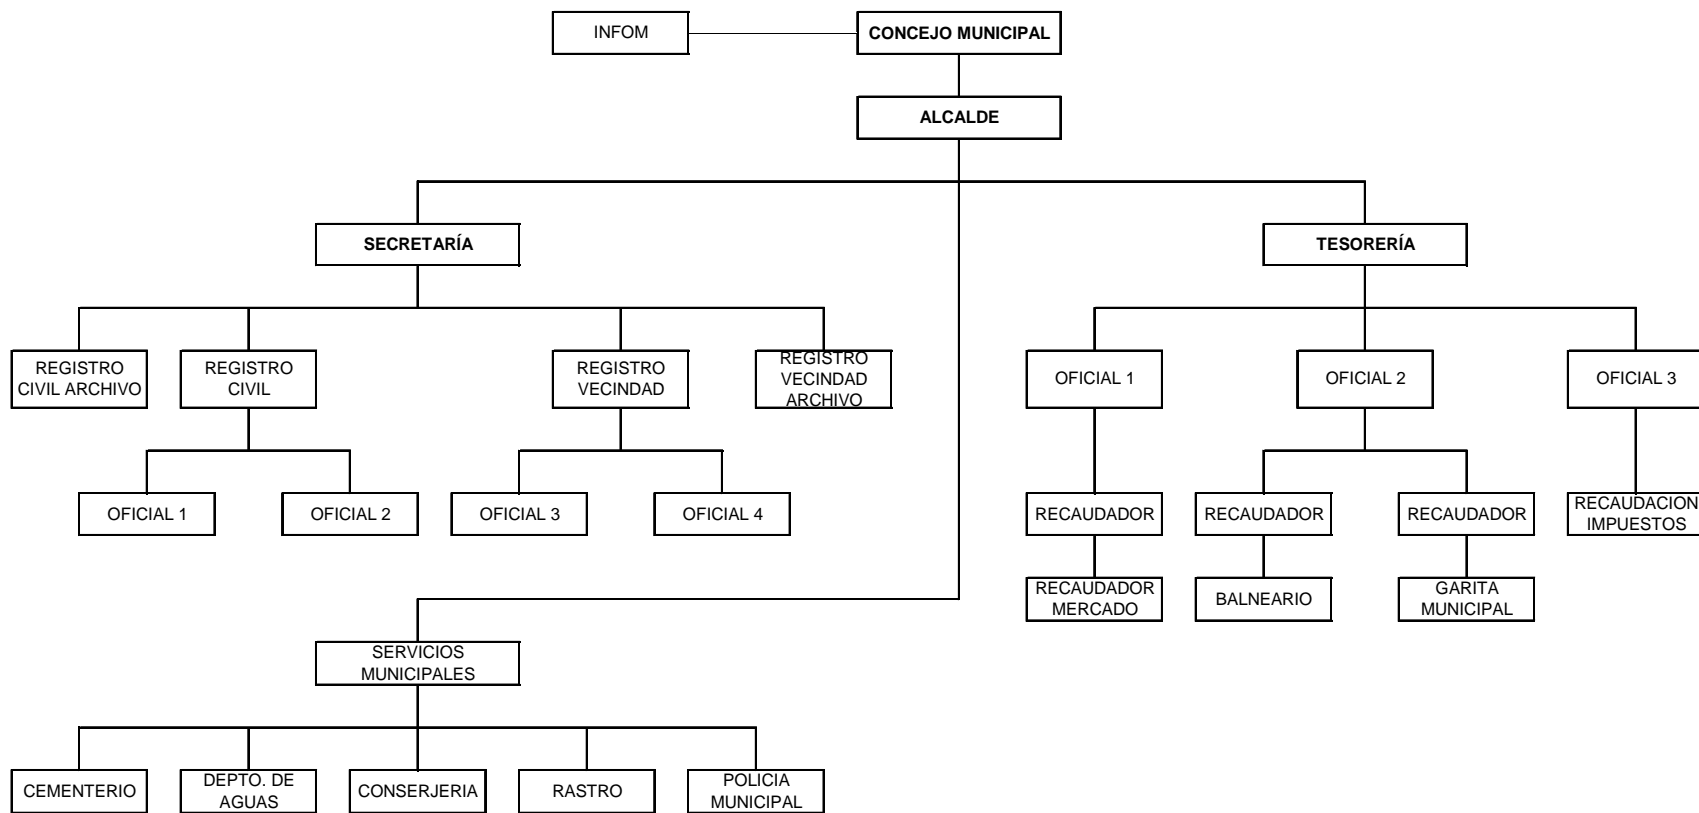 INFOM
CONCEJO MUNICIPAL
ALCALDE
SECRETARÍA
TESORERÍA
REGISTRO
CIVIL ARCHIVO
REGISTRO
CIVIL
REGISTRO
VECINDAD
REGISTRO
VECINDAD
ARCHIVO
OFICIAL 1
OFICIAL 2
OFICIAL 3
OFICIAL 1
OFICIAL 2
OFICIAL 3
OFICIAL 4
RECAUDADOR
RECAUDADOR
RECAUDADOR
RECAUDACION
IMPUESTOS
RECAUDADOR
MERCADO
BALNEARIO
GARITA
MUNICIPAL
SERVICIOS
MUNICIPALES
CEMENTERIO
DEPTO. DE
AGUAS
CONSERJERIA
RASTRO
POLICIA
MUNICIPAL